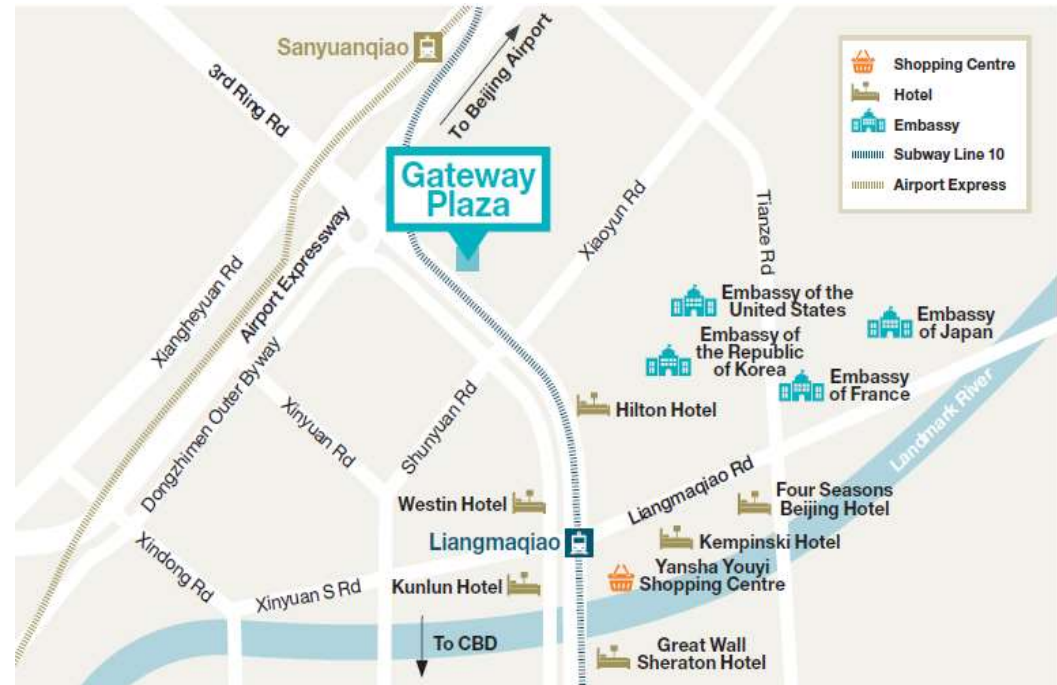 Sanyuanqiao
3rd Ring Rd
To Beijing Airport
Shopping Centre
Hotel
Embassy
Subway Line 10
Airport Express
Gateway
Plaza
Xiaoyun Rd
Tianze Rd
Xiangheyuan Rd
Airport Expressway
Embassy of the
United States
Embassy
of Japan
Embassy of
the Republic
of Korea
Embassy
of France
Dongzhimen Outer Byway
Xinyuan Rd
Shunyuan Rd
Hilton Hotel
Landmark River
Liangmaqiao Rd
Westin Hotel
Four Seasons
Beijing Hotel
Liangmaqiao
Kempinski Hotel
Xindong Rd
Xinyuan S Rd
Kunlun Hotel
Yansha Youyi
Shopping Centre
To CBD
Great Wall
Sheraton Hotel